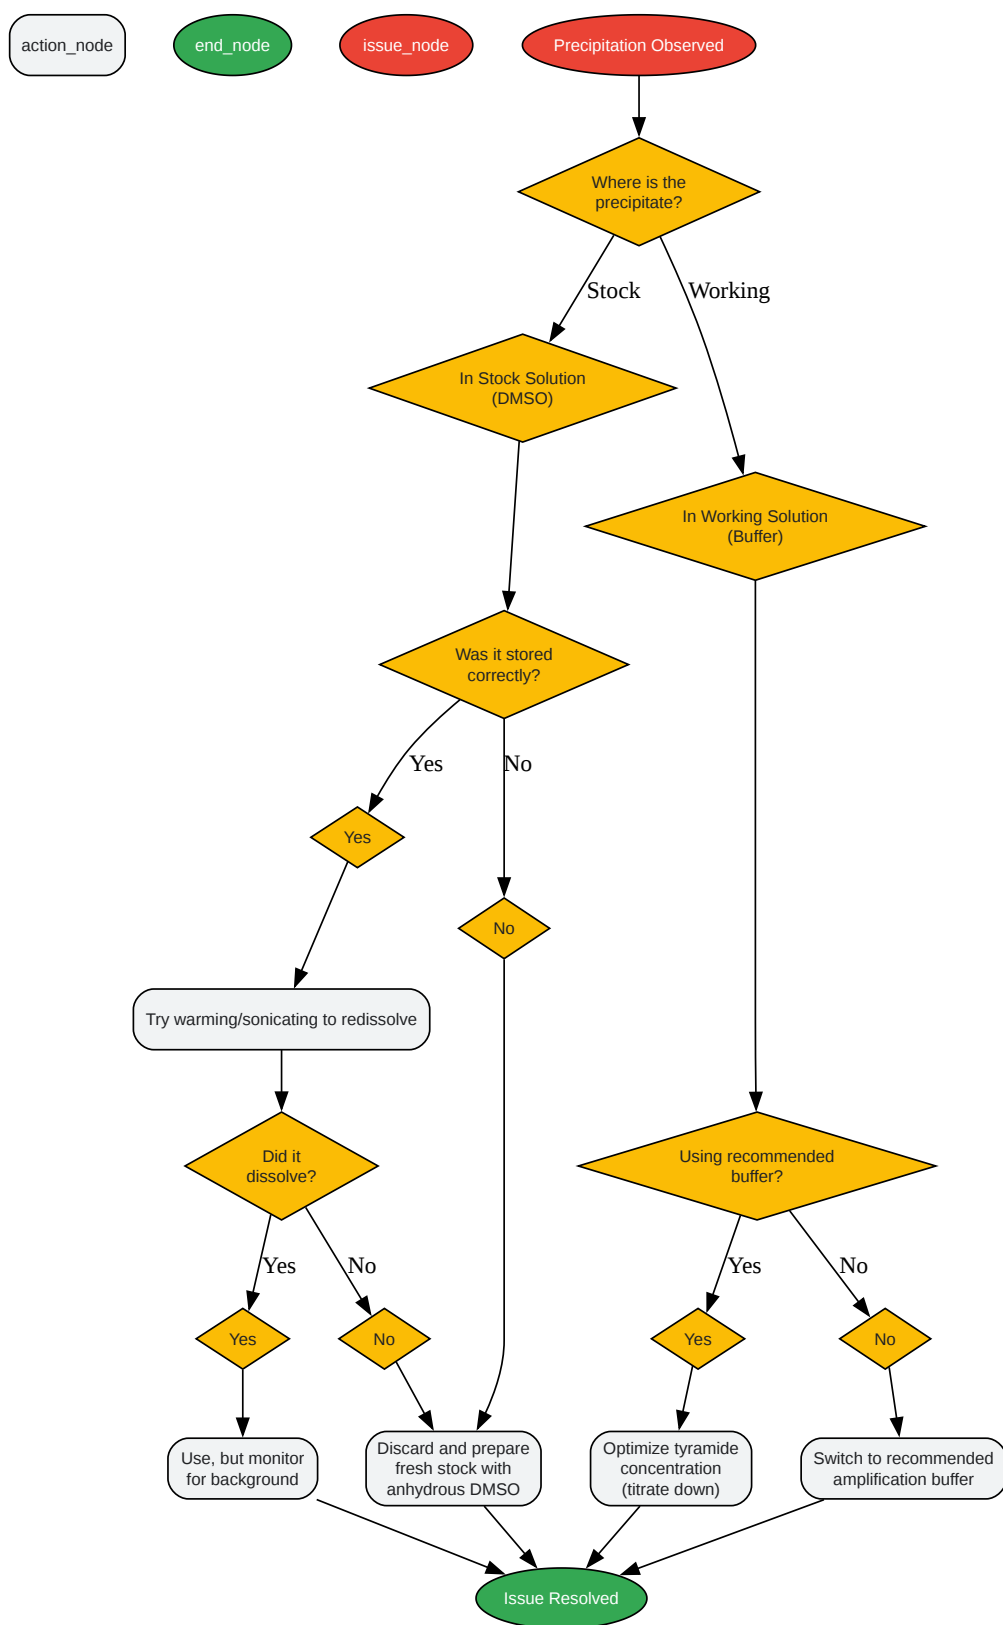 action_node
end_node
issue_node
Precipitation Observed
Where is the
precipitate?
Stock
Working
In Stock Solution
(DMSO)
In Working Solution
(Buffer)
Was it stored
correctly?
Yes
No
Yes
No
Try warming/sonicating to redissolve
Did it
dissolve?
Using recommended
buffer?
Yes
No
Yes
No
Yes
No
Yes
No
Use, but monitor
for background
Discard and prepare
fresh stock with
anhydrous DMSO
Optimize tyramide
concentration
(titrate down)
Switch to recommended
amplification buffer
Issue Resolved